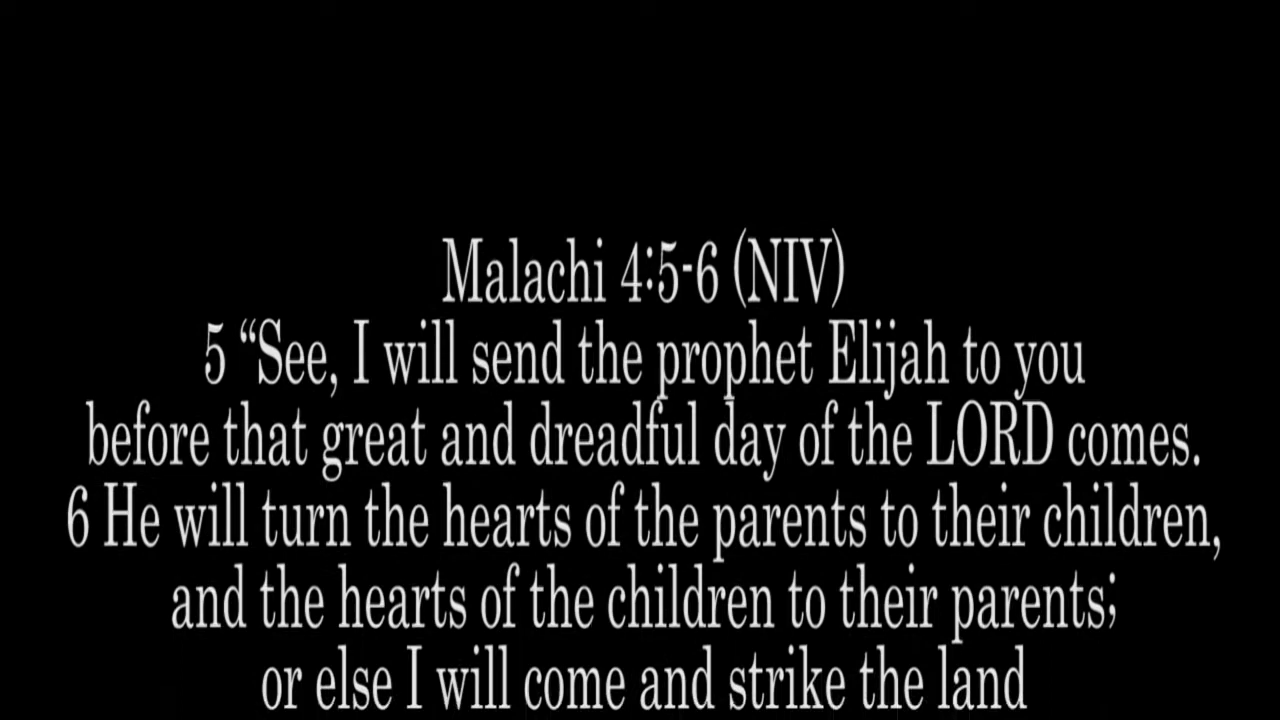 Malachi 4:5-6 (NIV)
5 “See, I will send the prophet Elijah to you
before that great and dreadful day of the LORD comes.
6 He will turn the hearts of the parents to their children,
and the hearts of the children to their parents;
or else I will come and strike the land